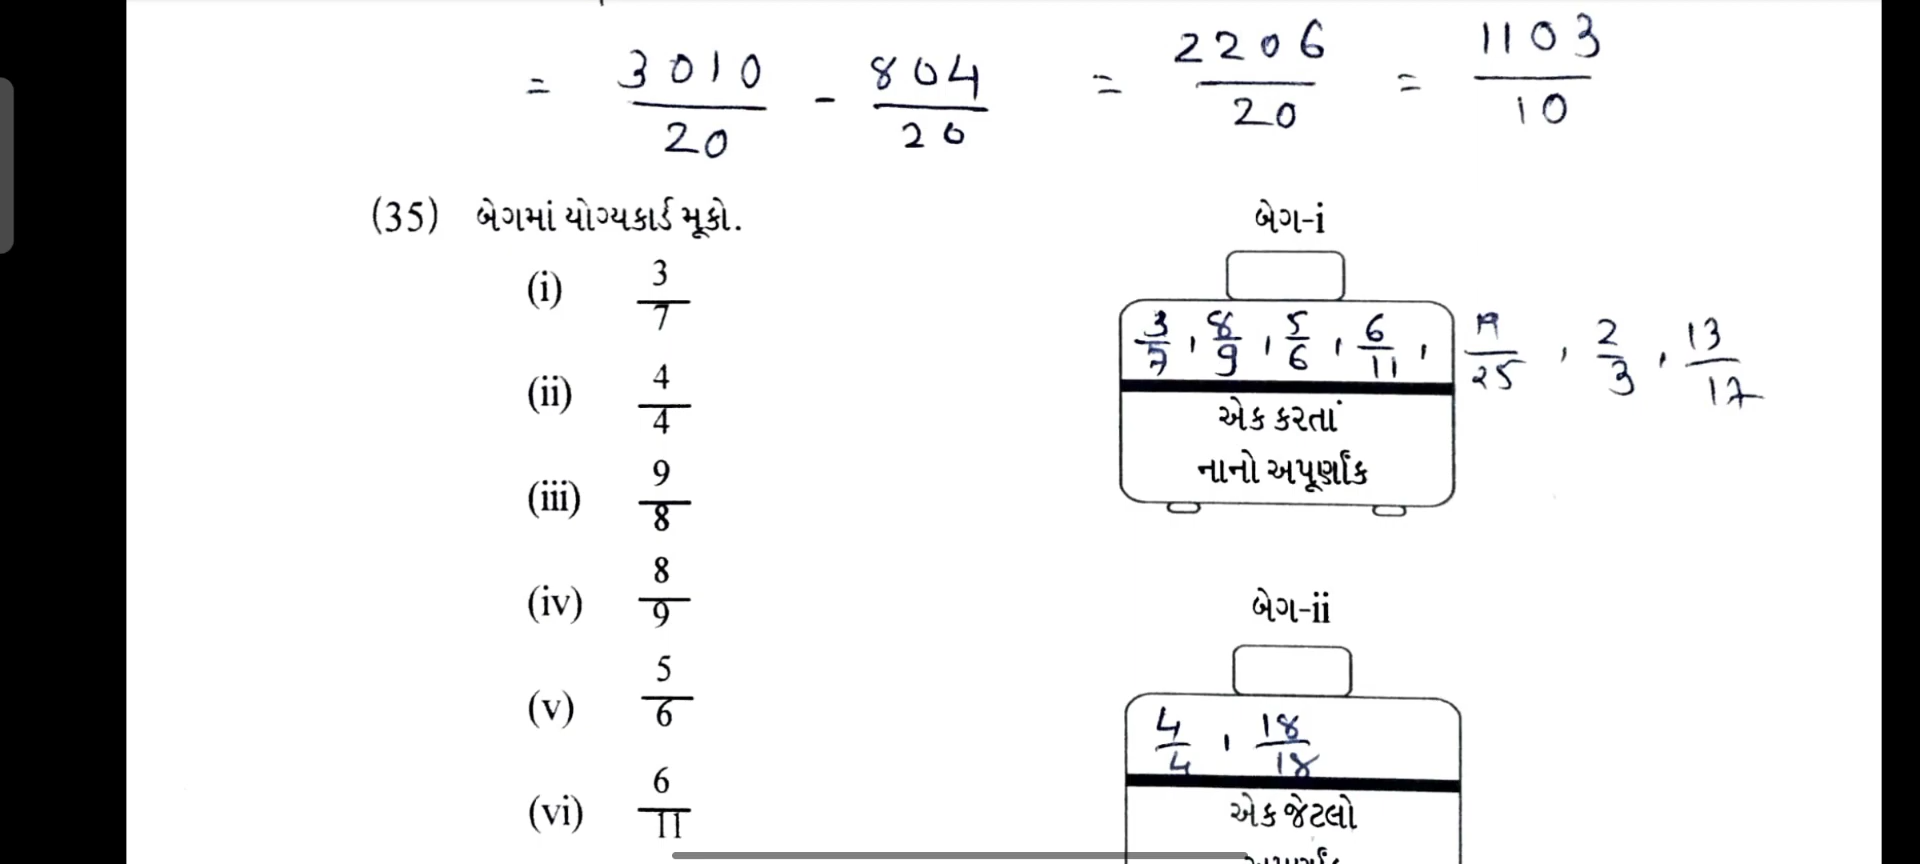 = 3010/20 - 804/20 = 2206/20 = 1103/10
(35) બેગમાં યોગ્યકાર્ડ મૂકો.
(i) 3/7
(ii) 4/4
(iii) 9/8
(iv) 8/9
(v) 5/6
(vi) 6/11
બેગ-i
3/7, 8/9, 5/6, 6/11, /25, 2/3, 13/17
એક કરતાં
નાનો અપૂર્ણાંક
બેગ-ii
4/4, 18/18
એક જેટલો